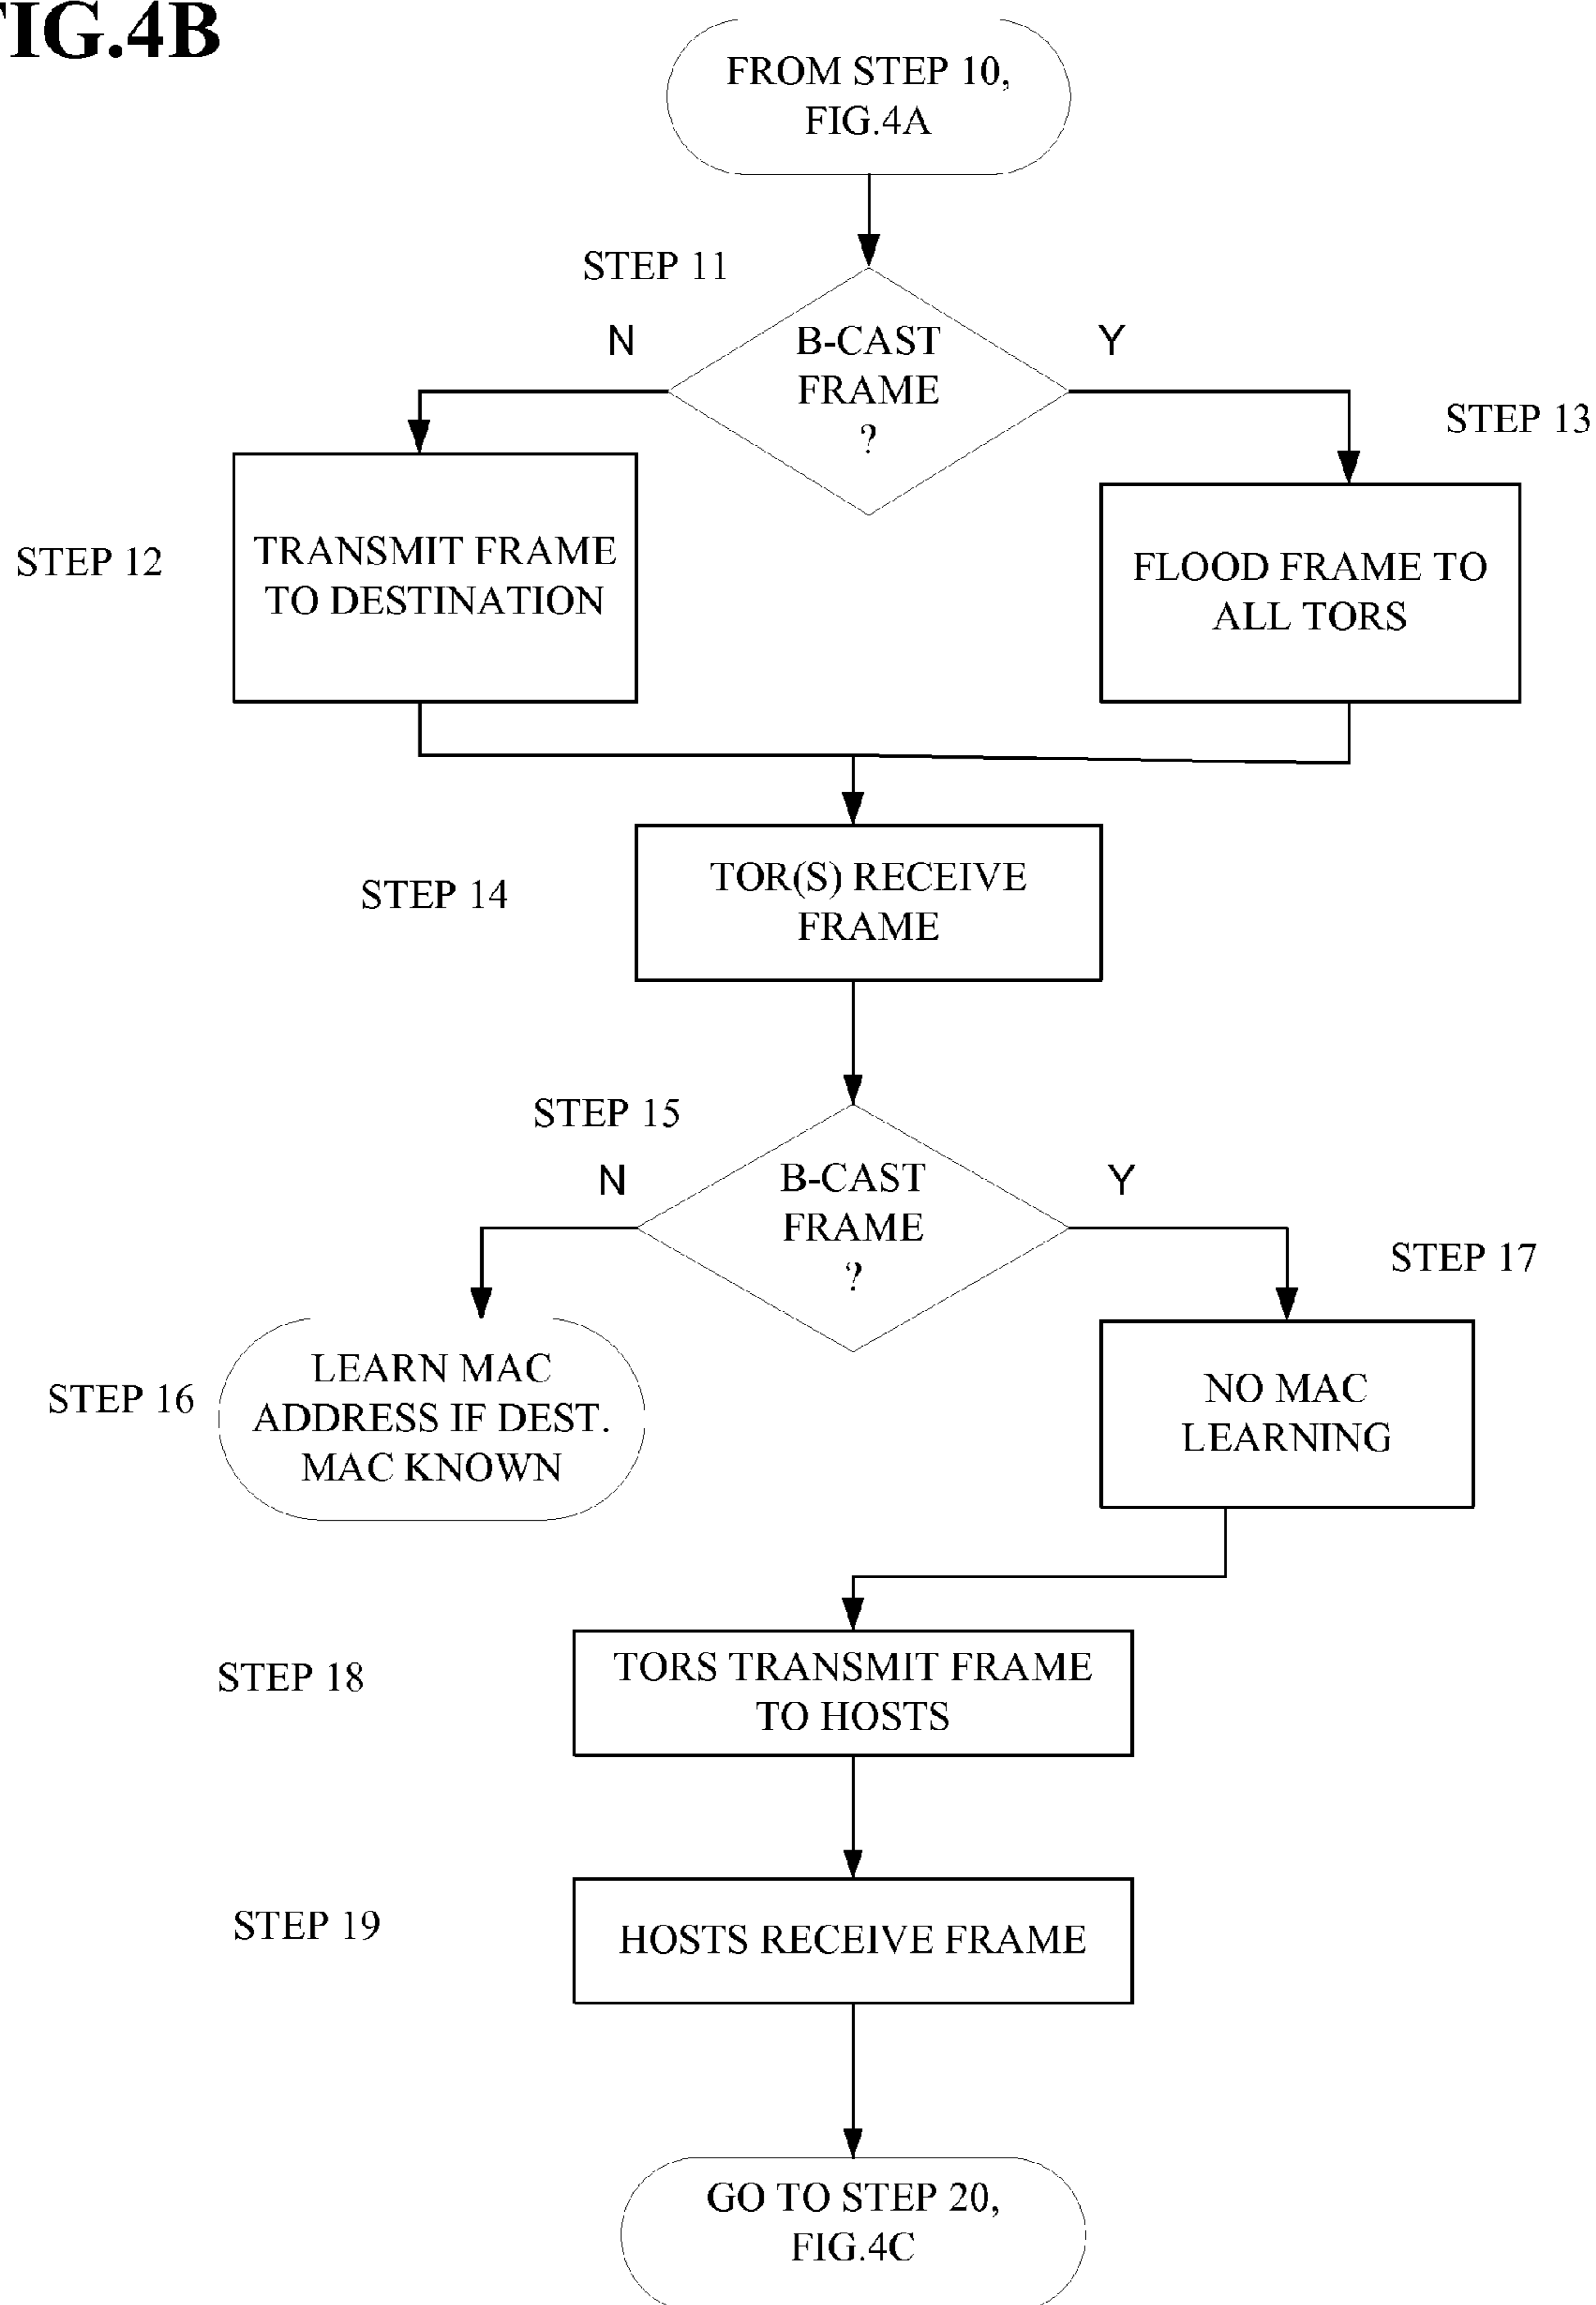 FIG.4B
FROM STEP 10,
FIG.4A
STEP 11
N
B-CAST
FRAME
?
Y
STEP 13
STEP 12
TRANSMIT FRAME
TO DESTINATION
FLOOD FRAME TO
ALL TORS
STEP 14
TOR(S) RECEIVE
FRAME
STEP 15
N
B-CAST
FRAME
?
Y
STEP 17
STEP 16
LEARN MAC
ADDRESS IF DEST.
MAC KNOWN
NO MAC
LEARNING
STEP 18
TORS TRANSMIT FRAME
TO HOSTS
STEP 19
HOSTS RECEIVE FRAME
GO TO STEP 20,
FIG.4C